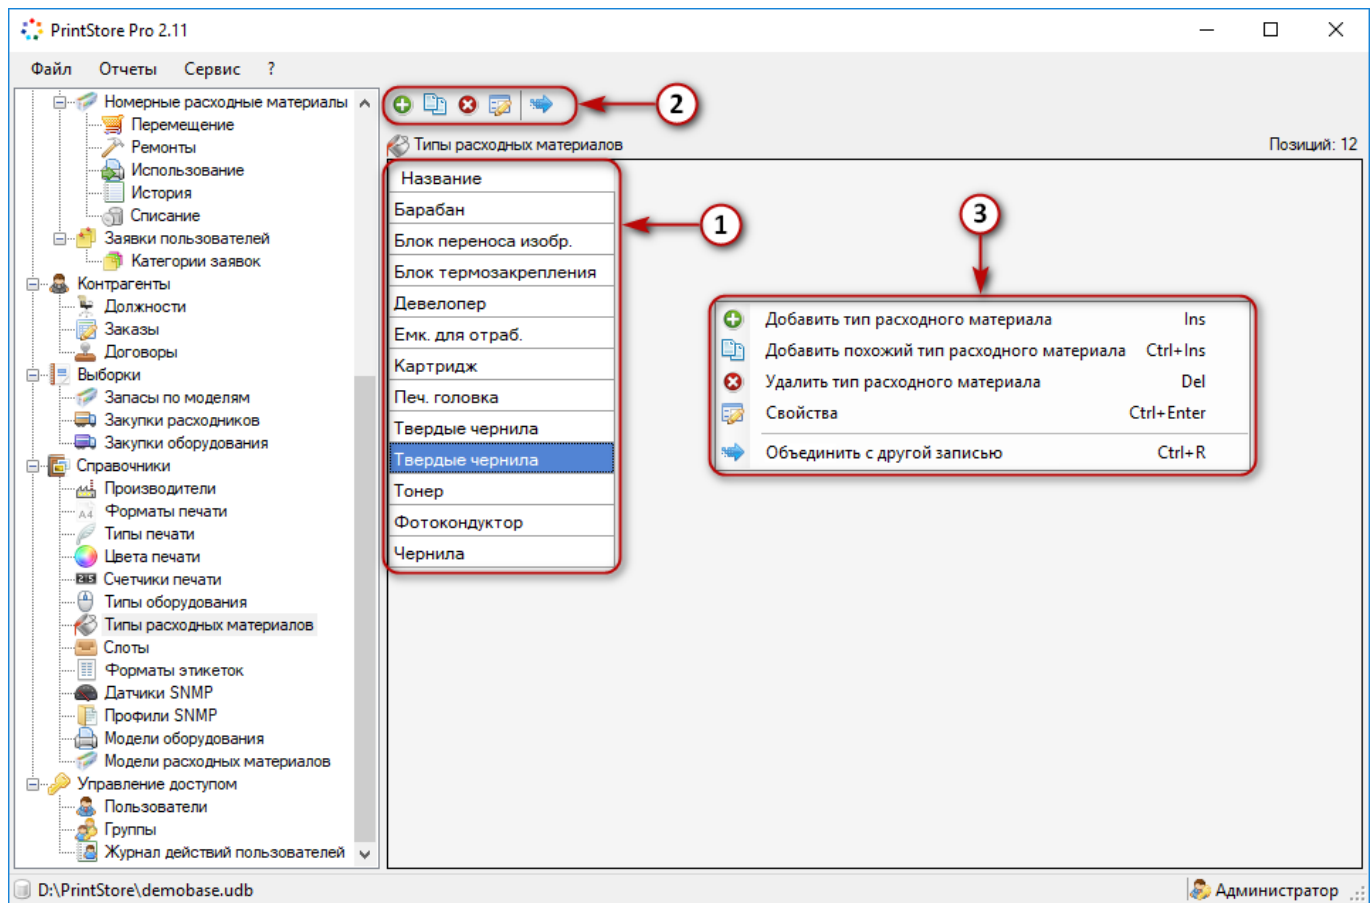 PrintStore Pro 2.11
Файл Отчеты Сервис ?
Номерные расходные материалы
Перемещение
Ремонты
Использование
История
Списание
Заявки пользователей
Категории заявок
Контрагенты
Должности
Заказы
Договоры
Выборки
Запасы по моделям
Закупки расходников
Закупки оборудования
Справочники
Производители
A4 Форматы печати
Типы печати
Цвета печати
Счетчики печати
Типы оборудования
Типы расходных материалов
Слоты
Форматы этикеток
Датчики SNMP
Профили SNMP
Модели оборудования
Модели расходных материалов
Управление доступом
Пользователи
Группы
Журнал действий пользователей
2
Типы расходных материалов Позиций: 12
Название
Барабан
Блок переноса изобр.
Блок термозакрепления
Девелопер
Емк. для отраб.
Картридж
Печ. головка
Твердые чернила
Твердые чернила
Тонер
Фотокондуктор
Чернила
1
3
Добавить тип расходного материала Ins
Добавить похожий тип расходного материала Ctrl+Ins
Удалить тип расходного материала Del
Свойства Ctrl+Enter
Объединить с другой записью Ctrl+R
D:\PrintStore\demobase.udb Администратор